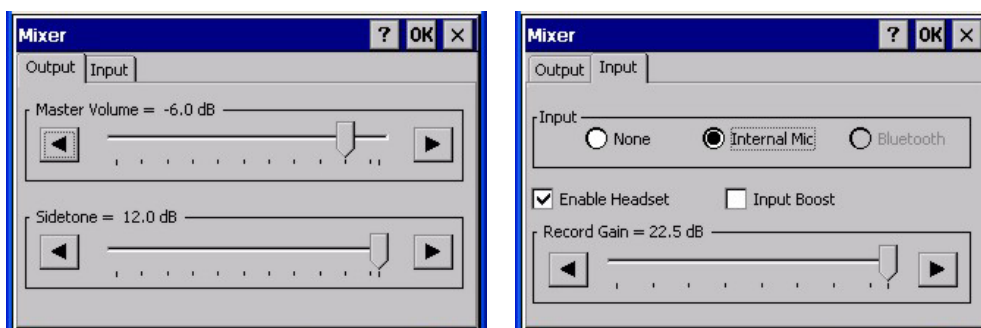 Mixer ? OK ×
Output Input
Master Volume = -6.0 dB
Sidetone = 12.0 dB
Mixer ? OK ×
Output Input
Input
None Internal Mic Bluetooth
Enable Headset Input Boost
Record Gain = 22.5 dB